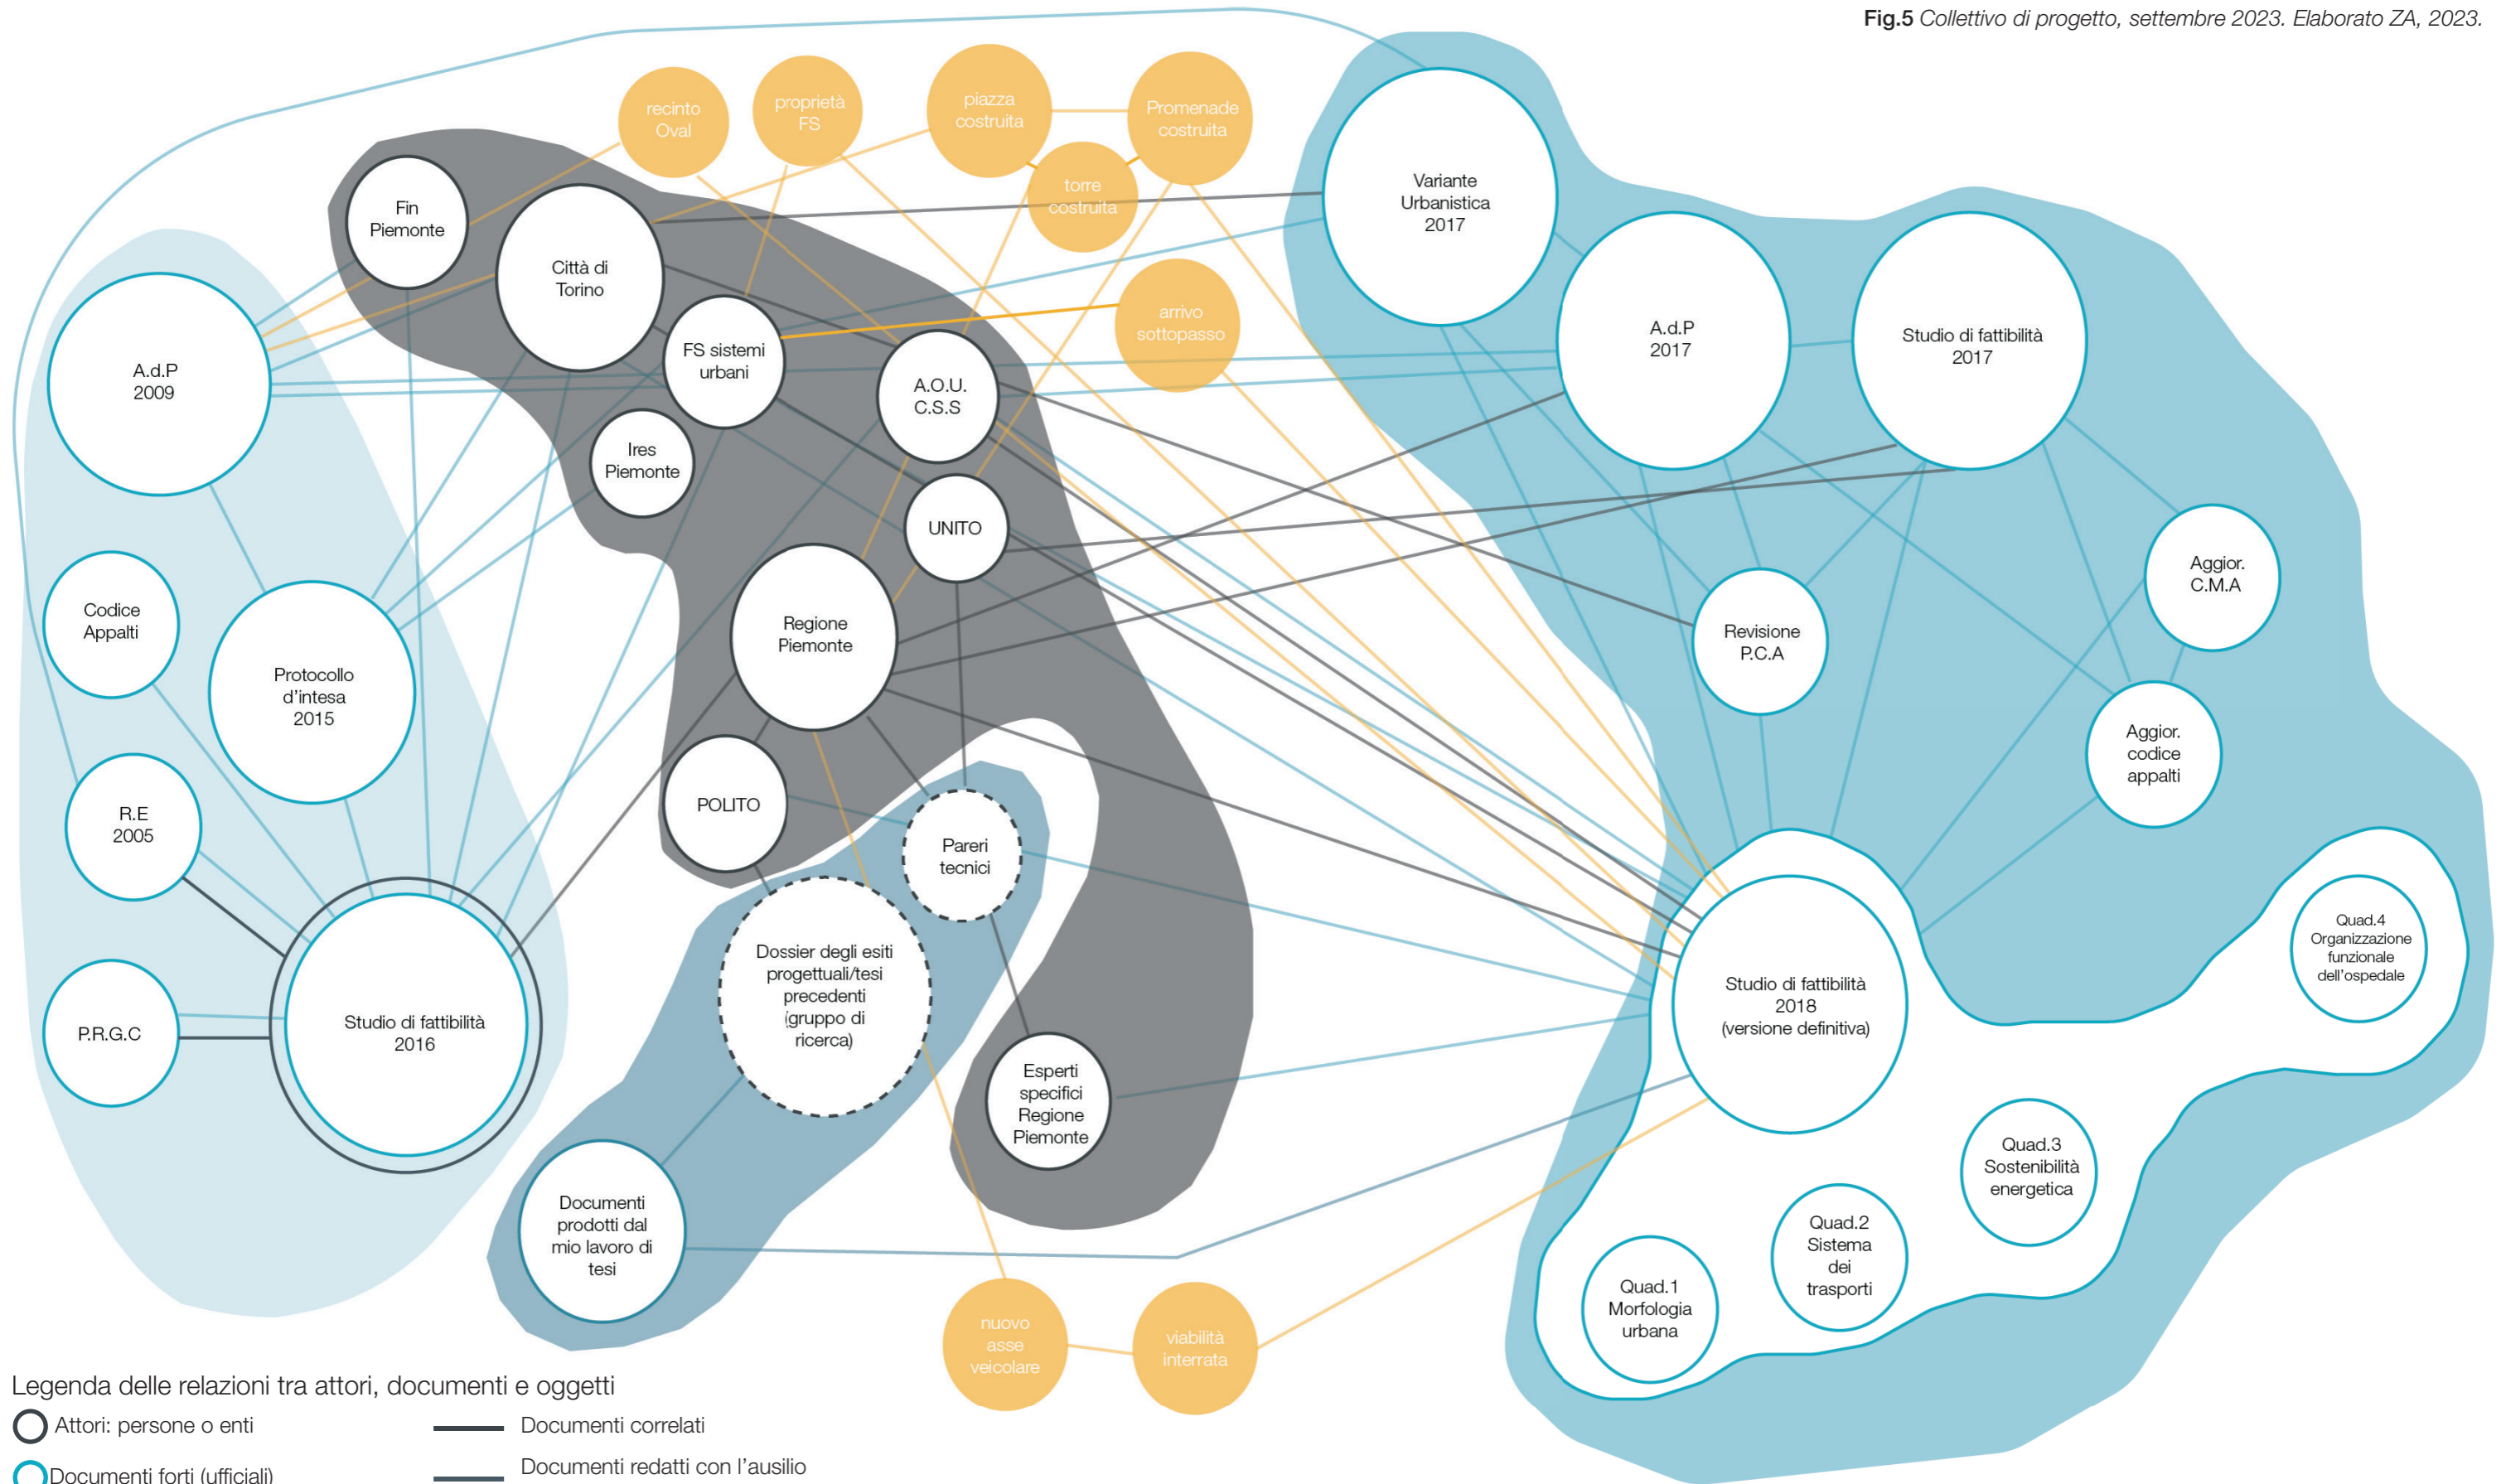 Fig.5 Collettivo di progetto, settembre 2023. Elaborato ZA, 2023.
recinto
Oval
proprietà
FS
piazza
costruita
Promenade
costruita
torre
costruita
arrivo
sottopasso
Fin
Piemonte
Città di
Torino
FS sistemi
urbani
A.O.U.
C.S.S
Ires
Piemonte
UNITO
Regione
Piemonte
POLITO
Pareri
tecnici
Dossier degli esiti
progettuali/tesi
precedenti
(gruppo di
ricerca)
Esperti
specifici
Regione
Piemonte
Documenti
prodotti dal
mio lavoro di
tesi
nuovo
asse
veicolare
viabilità
interrata
A.d.P
2009
Codice
Appalti
Protocollo
d'intesa
2015
R.E
2005
P.R.G.C
Studio di fattibilità
2016
Variante
Urbanistica
2017
A.d.P
2017
Studio di fattibilità
2017
Aggior.
C.M.A
Revisione
P.C.A
Aggior.
codice
appalti
Studio di fattibilità
2018
(versione definitiva)
Quad.4
Organizzazione
funzionale
dell'ospedale
Quad.3
Sostenibilità
energetica
Quad.2
Sistema
dei
trasporti
Quad.1
Morfologia
urbana
Legenda delle relazioni tra attori, documenti e oggetti
Attori: persone o enti
Documenti correlati
Documenti forti (ufficiali)
Documenti redatti con l'ausilio